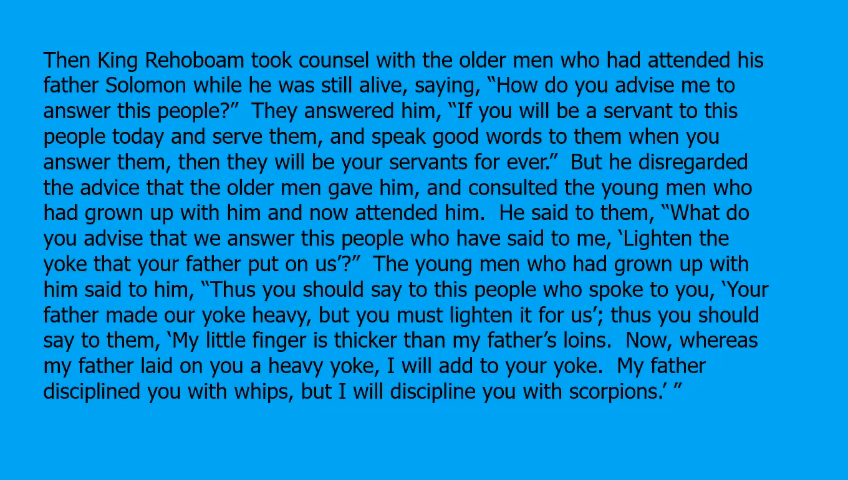 Then King Rehoboam took counsel with the older men who had attended his
father Solomon while he was still alive, saying, “How do you advise me to
answer this people?”  They answered him, “If you will be a servant to this
people today and serve them, and speak good words to them when you
answer them, then they will be your servants for ever.”  But he disregarded
the advice that the older men gave him, and consulted the young men who
had grown up with him and now attended him.  He said to them, “What do
you advise that we answer this people who have said to me, ‘Lighten the
yoke that your father put on us’?”  The young men who had grown up with
him said to him, “Thus you should say to this people who spoke to you, ‘Your
father made our yoke heavy, but you must lighten it for us’; thus you should
say to them, ‘My little finger is thicker than my father’s loins.  Now, whereas
my father laid on you a heavy yoke, I will add to your yoke.  My father
disciplined you with whips, but I will discipline you with scorpions.’ ”